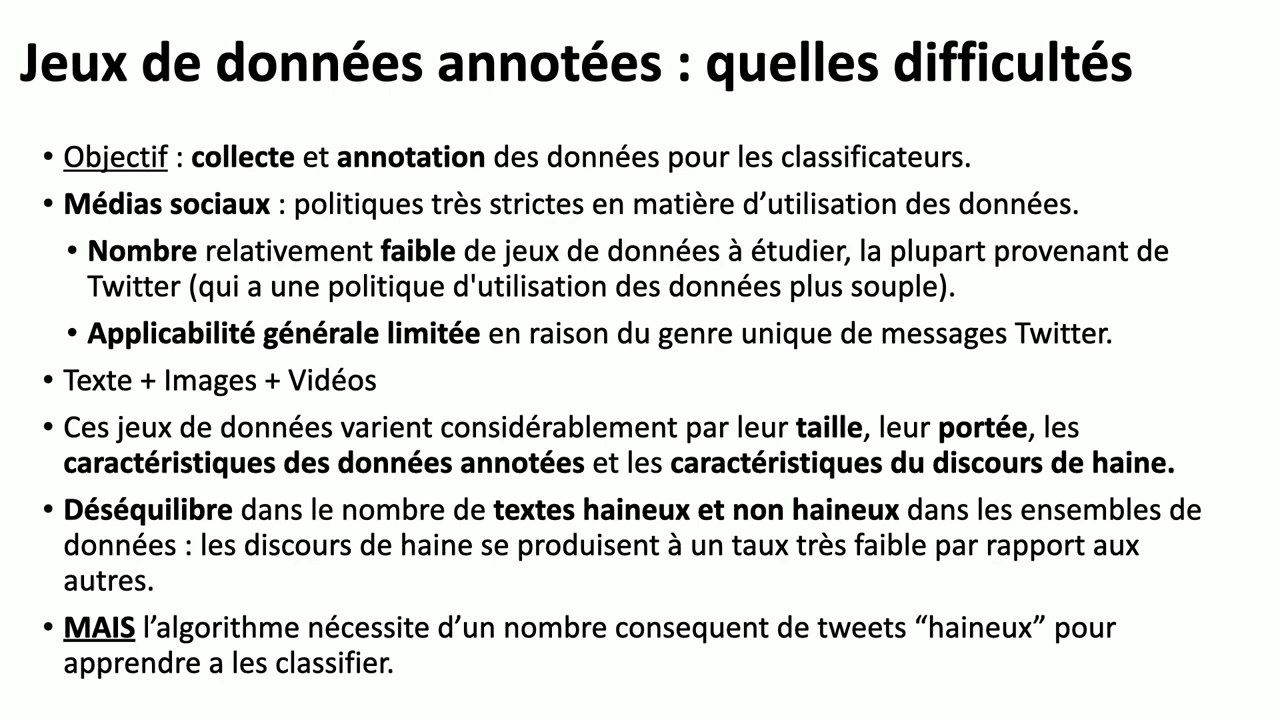 Jeux de données annotées : quelles difficultés
• Objectif : collecte et annotation des données pour les classificateurs.
• Médias sociaux : politiques très strictes en matière d’utilisation des données.
• Nombre relativement faible de jeux de données à étudier, la plupart provenant de
Twitter (qui a une politique d'utilisation des données plus souple).
• Applicabilité générale limitée en raison du genre unique de messages Twitter.
• Texte + Images + Vidéos
• Ces jeux de données varient considérablement par leur taille, leur portée, les
caractéristiques des données annotées et les caractéristiques du discours de haine.
• Déséquilibre dans le nombre de textes haineux et non haineux dans les ensembles de
données : les discours de haine se produisent à un taux très faible par rapport aux
autres.
• MAIS l’algorithme nécessite d’un nombre consequent de tweets “haineux” pour
apprendre a les classifier.